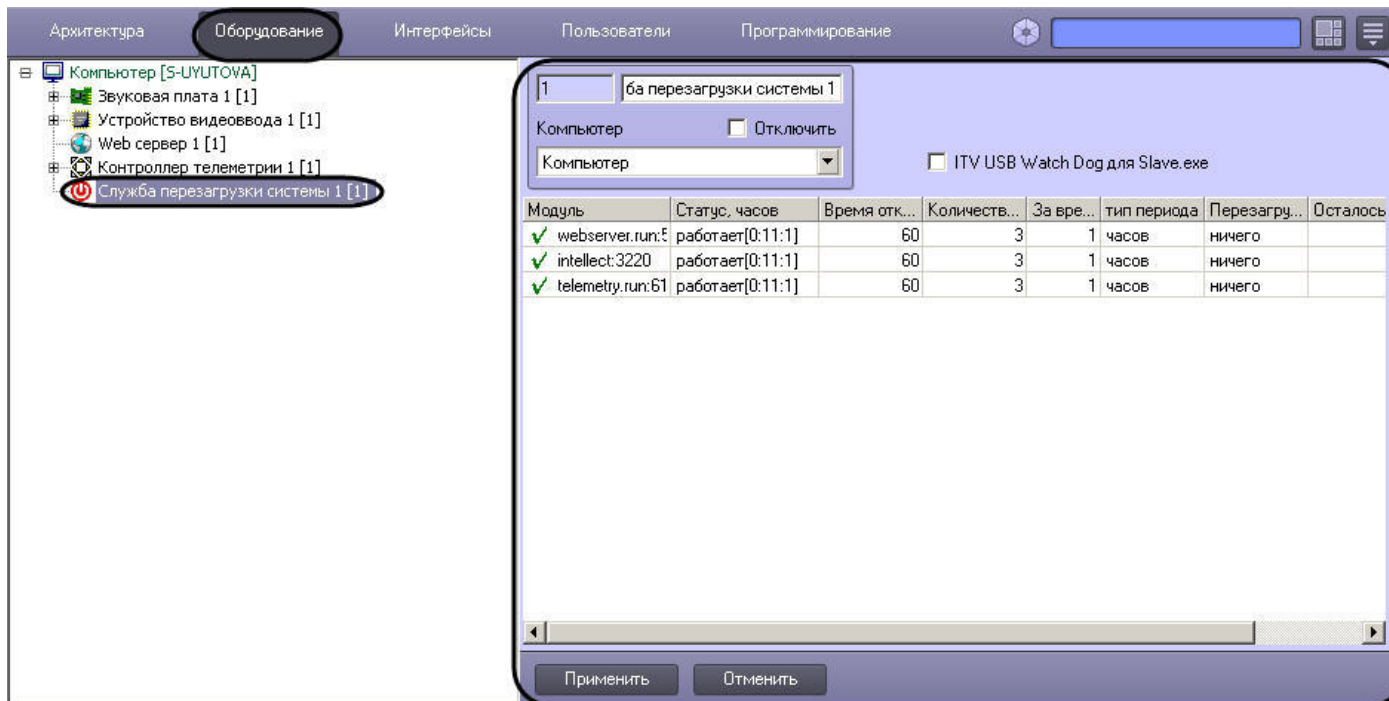 Архитектура Оборудование Интерфейсы Пользователи Программирование
Компьютер [S-UYUTOVA]
Звуковая плата 1 [1]
Устройство видеоввода 1 [1]
Web сервер 1 [1]
Контроллер телеметрии 1 [1]
Служба перезагрузки системы 1 [1]
1 ба перезагрузки системы 1
Компьютер Отключить
Компьютер ITV USB Watch Dog для Slave.exe
Модуль Статус, часов Время отк... Количеств... За вре... тип периода Перезагру... Осталось
webserver.run:5 работает[0:11:1] 60 3 1 часов ничего
intellect:3220 работает[0:11:1] 60 3 1 часов ничего
telemetry.run:61 работает[0:11:1] 60 3 1 часов ничего
Применить Отменить